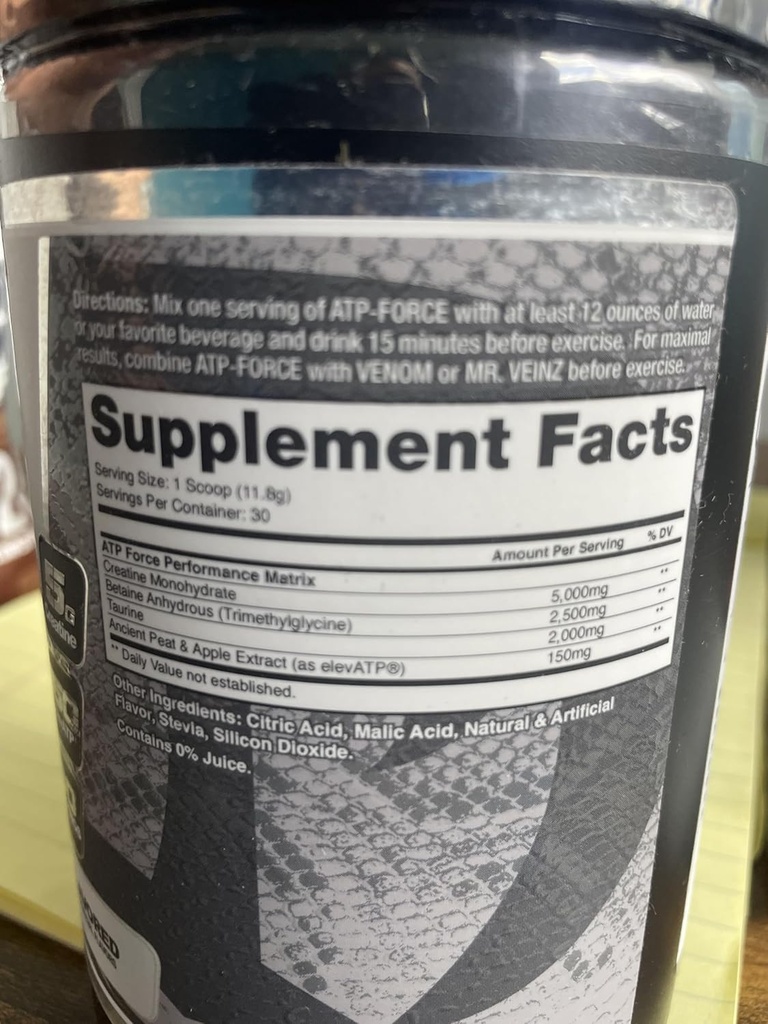 Directions: Mix one serving of ATP-FORCE with at least 12 ounces of water
or your favorite beverage and drink 15 minutes before exercise. For maximal
results, combine ATP-FORCE with VENOM or MR. VEINZ before exercise.
Supplement Facts
Serving Size: 1 Scoop (11.8g)
Servings Per Container: 30
Amount Per Serving % DV
ATP Force Performance Matrix
Creatine Monohydrate 5,000mg **
Betaine Anhydrous (Trimethylglycine) 2,500mg **
Taurine 2,000mg **
Ancient Peat & Apple Extract (as elevATP®) 150mg **
** Daily Value not established.
Other Ingredients: Citric Acid, Malic Acid, Natural & Artificial
Flavor, Stevia, Silicon Dioxide.
Contains 0% Juice.
5G